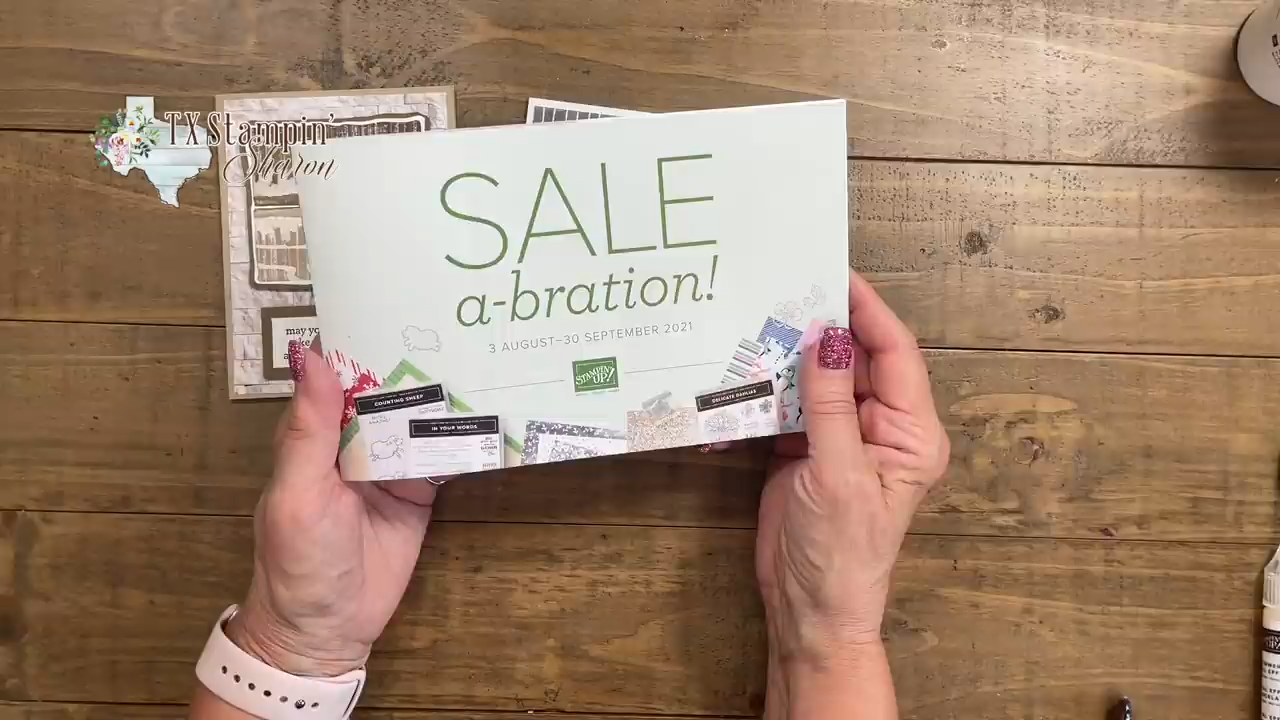 TX Stampin'
Sharon
SALE
a-bration!
3 AUGUST–30 SEPTEMBER 2021
STAMPIN' UP!
may yo
COUNTING SHEEP
IN YOUR WORDS
DELICATE DAHLIAS